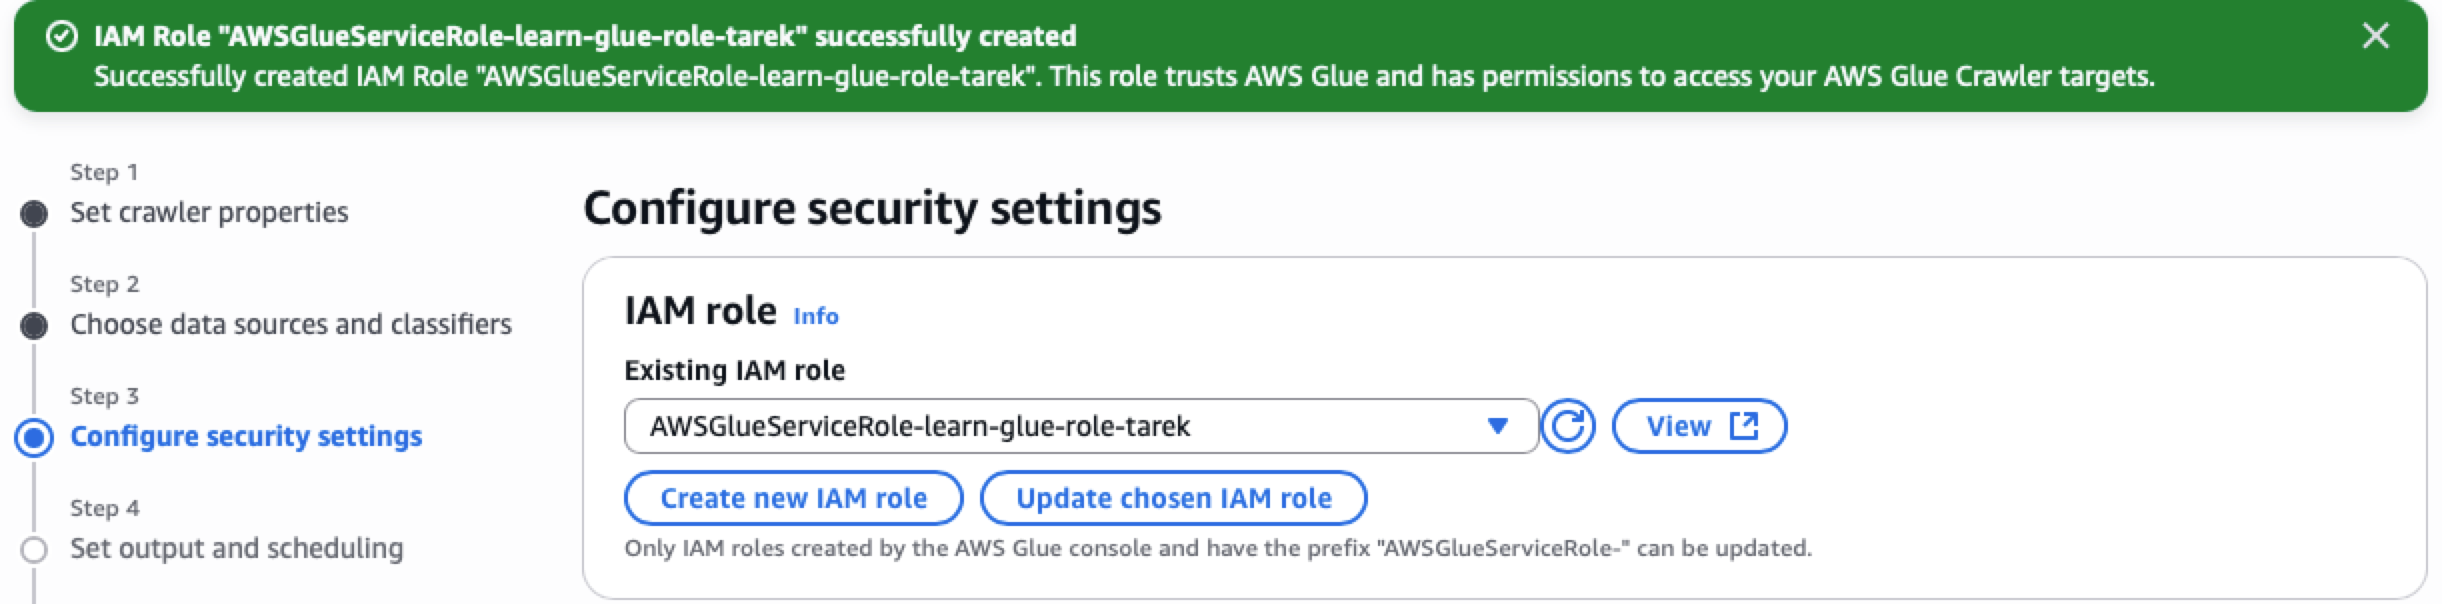 IAM Role "AWSGlueServiceRole-learn-glue-role-tarek" successfully created
Successfully created IAM Role "AWSGlueServiceRole-learn-glue-role-tarek". This role trusts AWS Glue and has permissions to access your AWS Glue Crawler targets.
Step 1
Set crawler properties
Step 2
Choose data sources and classifiers
Step 3
Configure security settings
Step 4
Set output and scheduling
Configure security settings
IAM role Info
Existing IAM role
AWSGlueServiceRole-learn-glue-role-tarek
View
Create new IAM role
Update chosen IAM role
Only IAM roles created by the AWS Glue console and have the prefix "AWSGlueServiceRole-" can be updated.